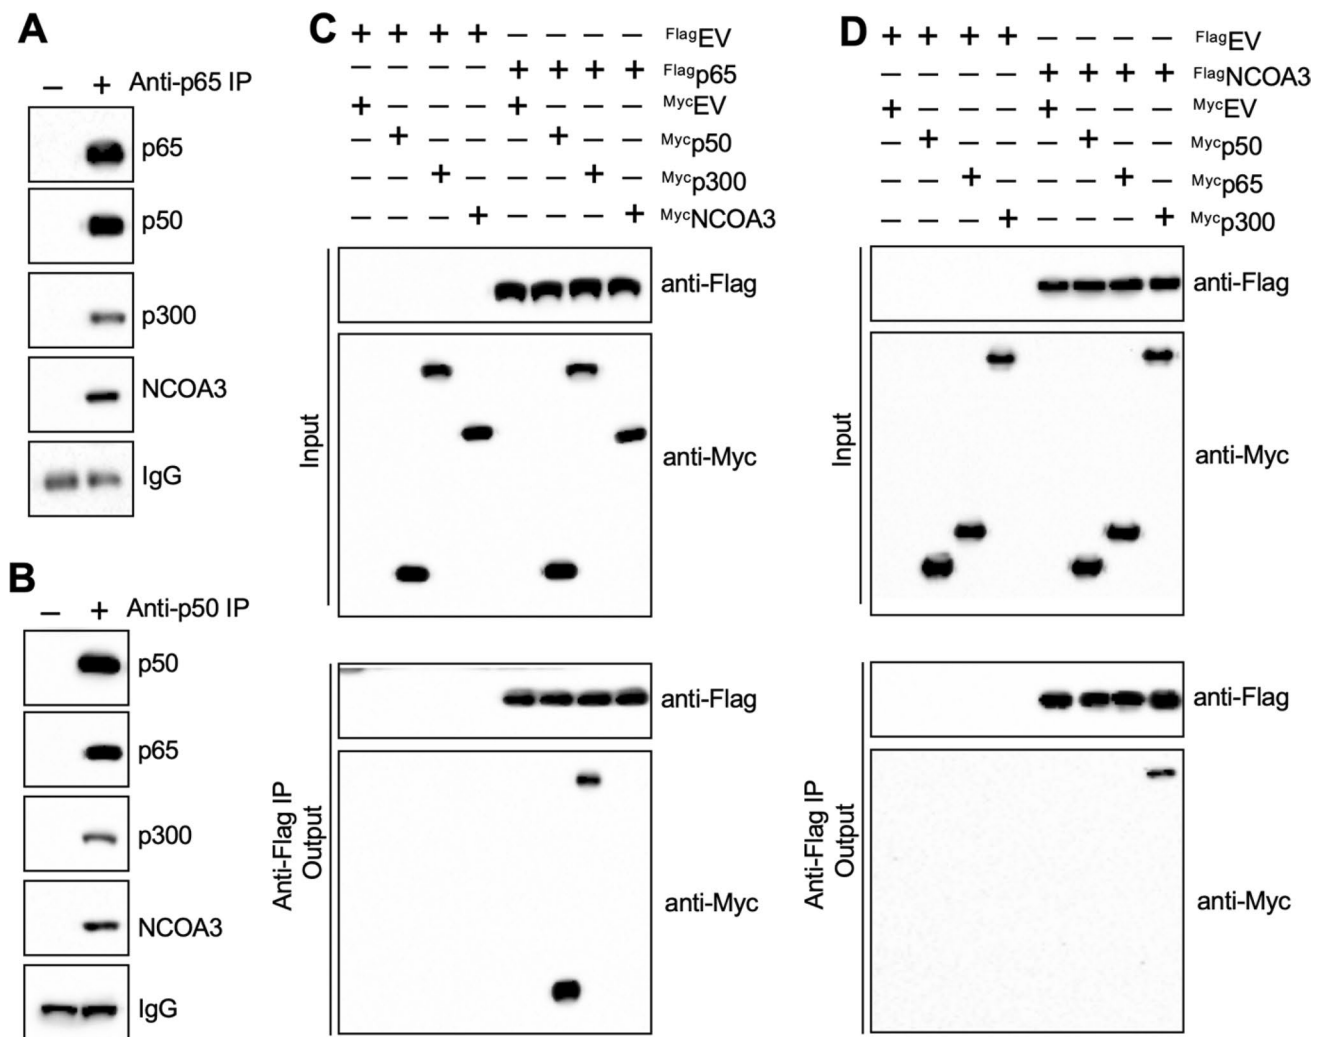 A
– + Anti-p65 IP
p65
p50
p300
NCOA3
IgG
B
– + Anti-p50 IP
p50
p65
p300
NCOA3
IgG
C
+ + + + – – – – FlagEV
– – – – + + + + Flagp65
+ – – – + – – – MycEV
– + – – – + – – Mycp50
– – + – – – + – Mycp300
– – – + – – – + MycNCOA3
Input
anti-Flag
anti-Myc
Anti-Flag IP
Output
anti-Flag
anti-Myc
D
+ + + + – – – – FlagEV
– – – – + + + + FlagNCOA3
+ – – – + – – – MycEV
– + – – – + – – Mycp50
– – + – – – + – Mycp65
– – – + – – – + Mycp300
Input
anti-Flag
anti-Myc
Anti-Flag IP
Output
anti-Flag
anti-Myc